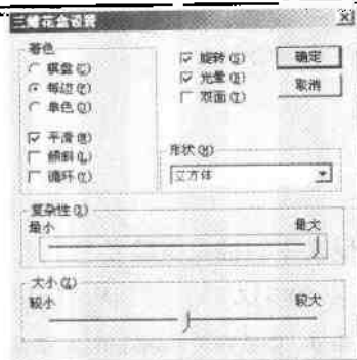 三维花盒设置
着色
棋盘(C)
每边
单色
平滑
倾斜(L)
循环
旋转(S)
光晕
双面
确定
取消
形状(H)
立方体
复杂性
最小 最大
大小(Z)
较小 较大